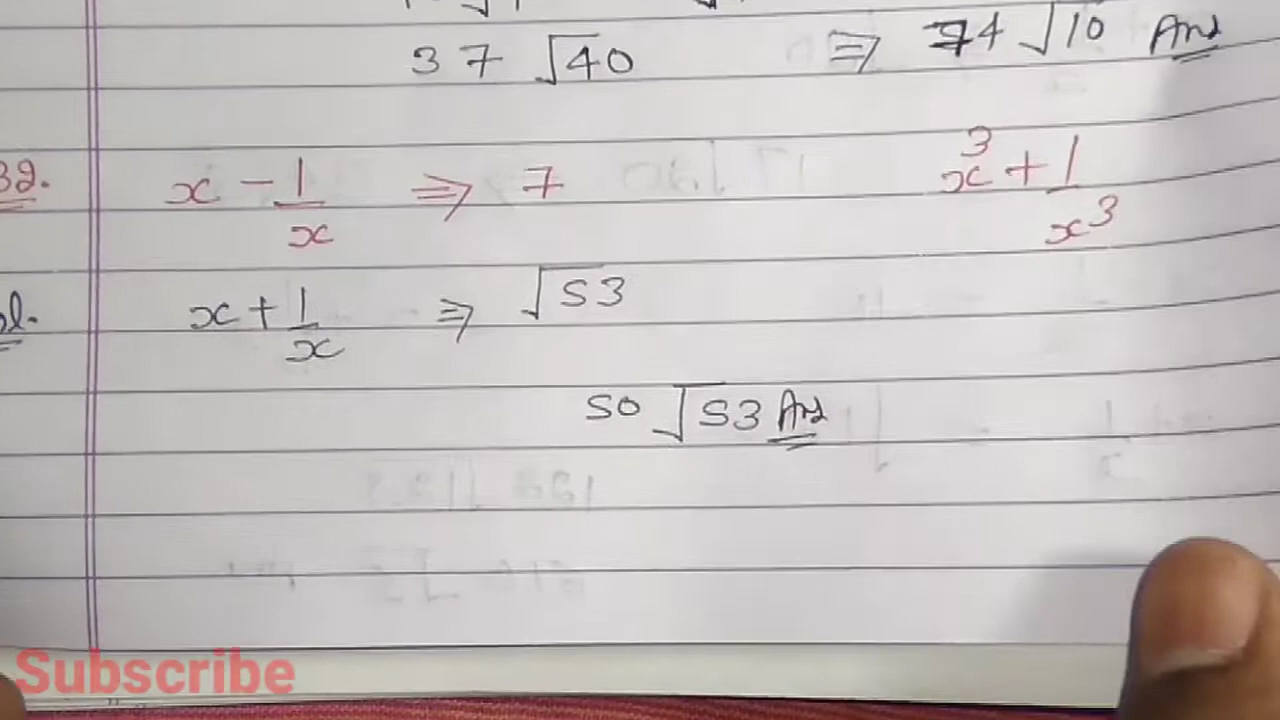 37 √40 ⇒ 74 √10 Ans
32. x - 1/x ⇒ 7 x³ + 1/x³
x + 1/x ⇒ √53
50 √53 Ans
Subscribe